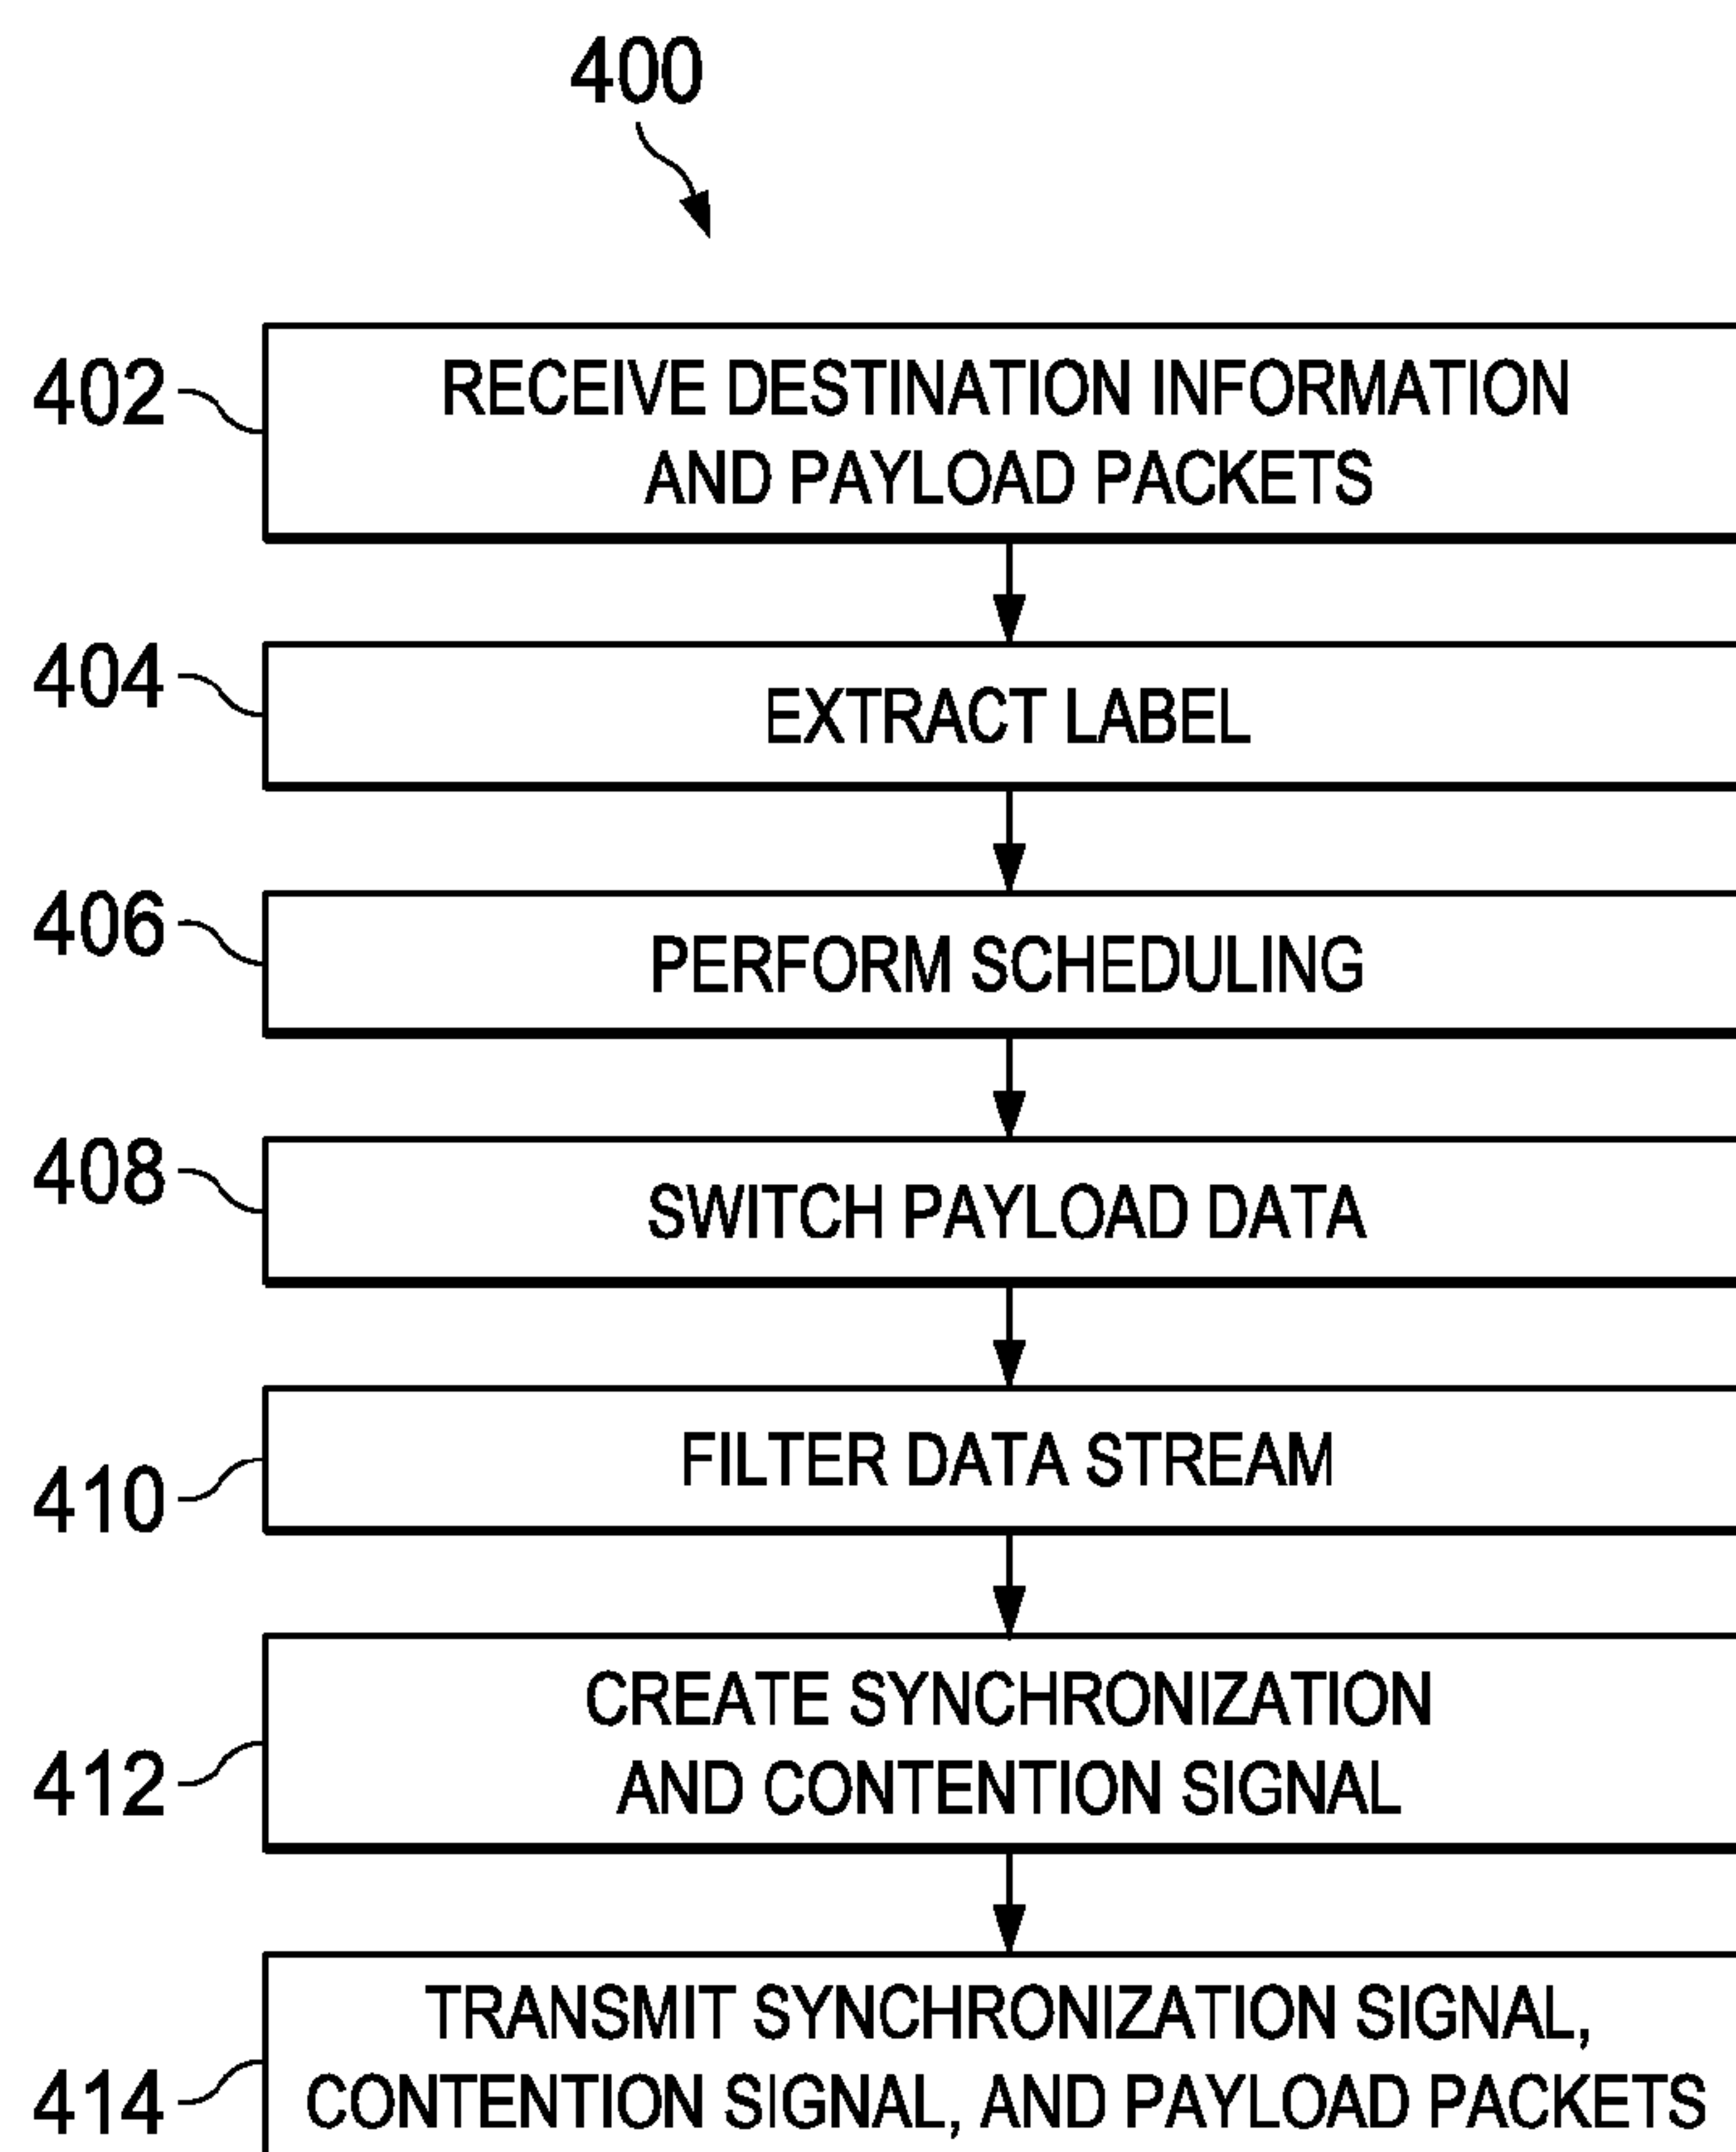 400
402
RECEIVE DESTINATION INFORMATION
AND PAYLOAD PACKETS
404
EXTRACT LABEL
406
PERFORM SCHEDULING
408
SWITCH PAYLOAD DATA
410
FILTER DATA STREAM
412
CREATE SYNCHRONIZATION
AND CONTENTION SIGNAL
414
TRANSMIT SYNCHRONIZATION SIGNAL,
CONTENTION SIGNAL, AND PAYLOAD PACKETS